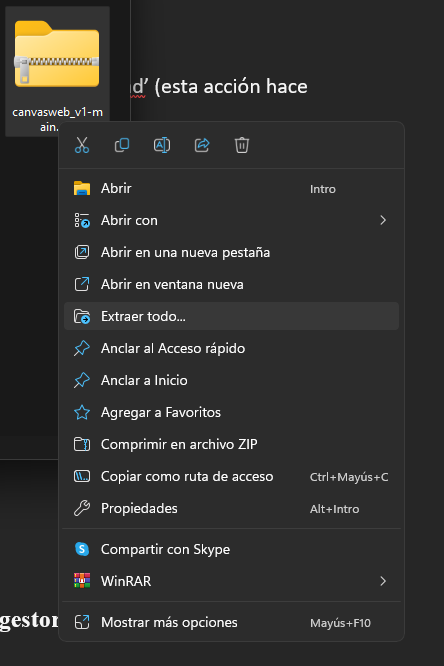 ad’ (esta acción hace
canvasweb_v1-m
ain.
Abrir Intro
Abrir con
Abrir en una nueva pestaña
Abrir en ventana nueva
Extraer todo...
Anclar al Acceso rápido
Anclar a Inicio
Agregar a Favoritos
Comprimir en archivo ZIP
Copiar como ruta de acceso Ctrl+Mayús+C
Propiedades Alt+Intro
Compartir con Skype
WinRAR
gestor
Mostrar más opciones Mayús+F10